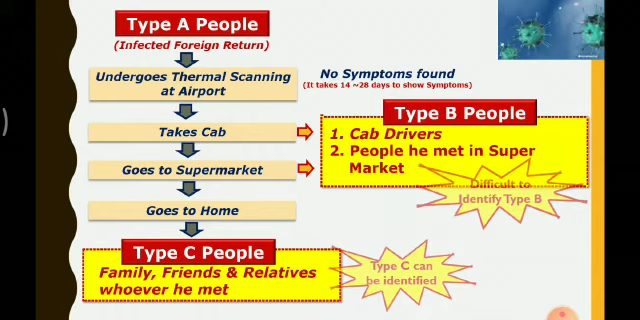 Type A People
(Infected Foreign Return)
Undergoes Thermal Scanning
at Airport
No Symptoms found
(It takes 14 ~28 days to show Symptoms)
Takes Cab
Type B People
1. Cab Drivers
2. People he met in Super
Market
Goes to Supermarket
Difficult to
Identify Type B
Goes to Home
Type C People
Family, Friends & Relatives
whoever he met
Type C can
be identified